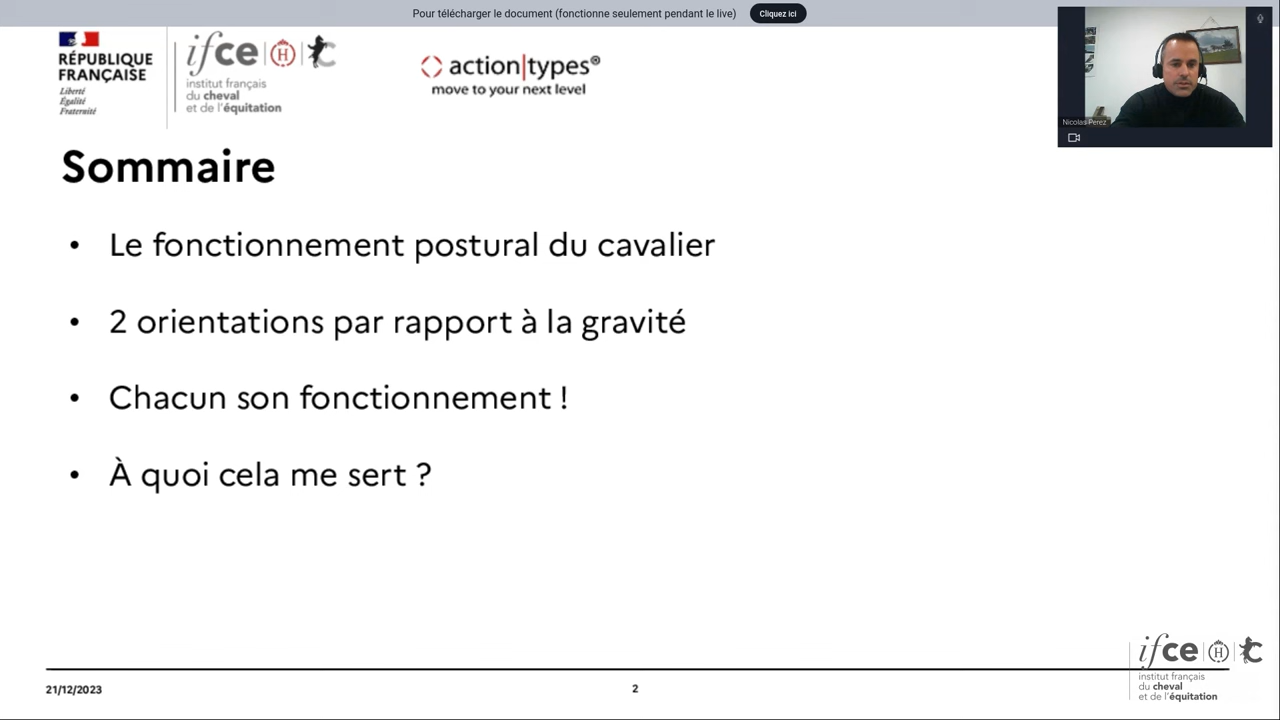 Pour télécharger le document (fonctionne seulement pendant le live)
Cliquez ici
RÉPUBLIQUE
FRANÇAISE
Liberté
Égalité
Fraternité
ifce | H | C
institut français
du cheval
et de l'équitation
action|types®
move to your next level
Nicolas Perez
Sommaire
• Le fonctionnement postural du cavalier
• 2 orientations par rapport à la gravité
• Chacun son fonctionnement !
• À quoi cela me sert ?
21/12/2023
2
ifce | H | C
institut français
du cheval
et de l'équitation